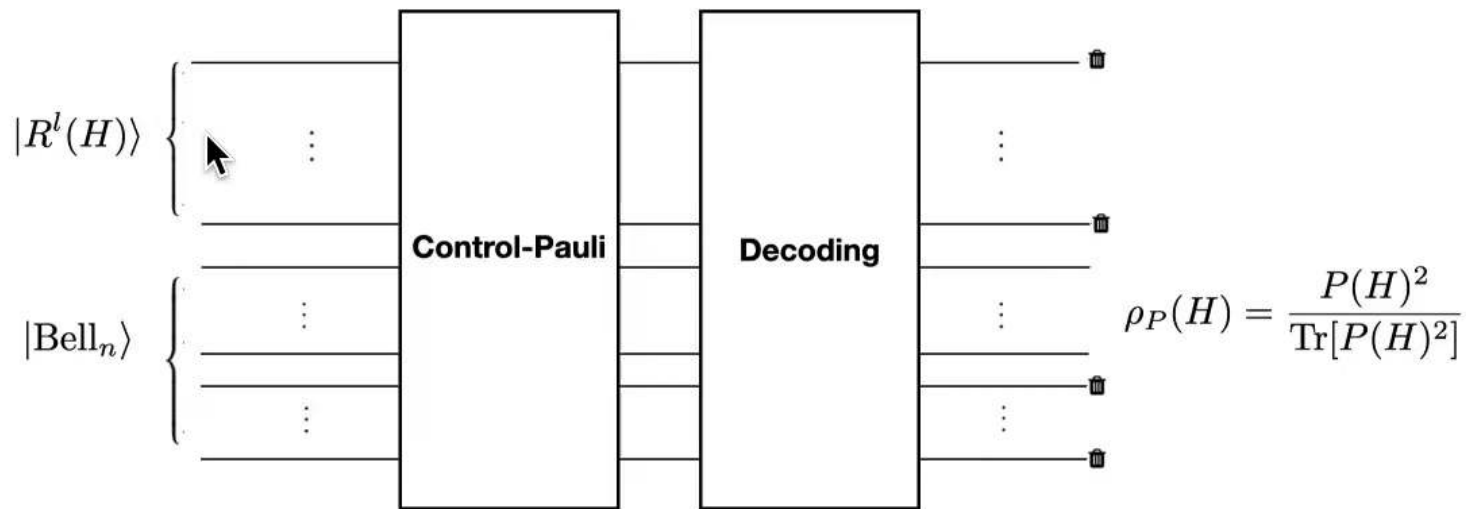 |R^l(H)⟩
Control-Pauli
Decoding
|Bell_n⟩
ρ_P(H) = P(H)^2 / Tr[P(H)^2]